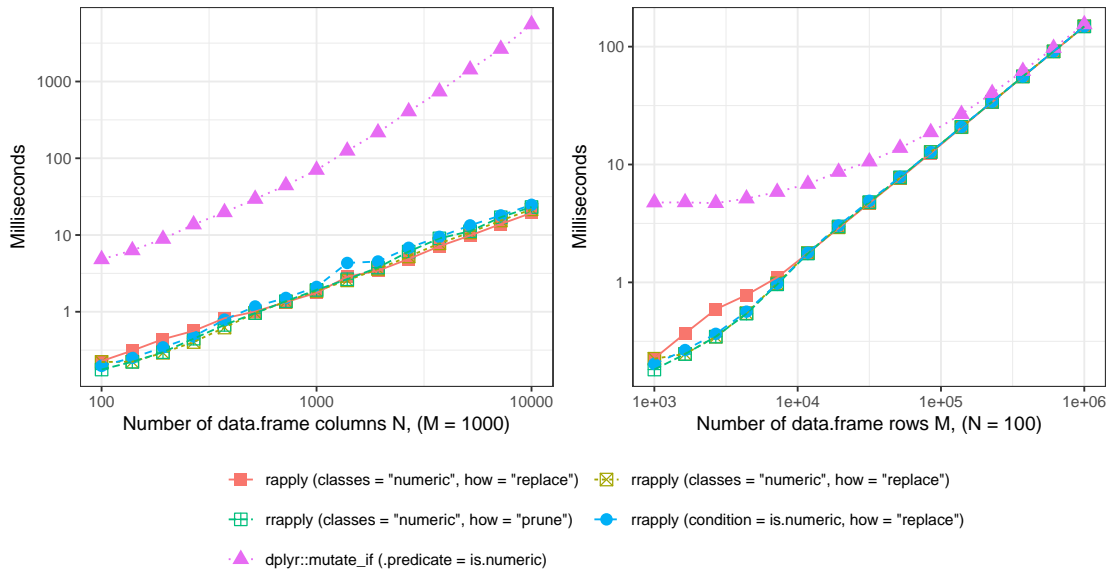 Milliseconds
1000
100
10
1
100
1000
10000
Number of data.frame columns N, (M = 1000)
Milliseconds
100
10
1
1e+03
1e+04
1e+05
1e+06
Number of data.frame rows M, (N = 100)
rapply (classes = "numeric", how = "replace")
rrapply (classes = "numeric", how = "replace")
rrapply (classes = "numeric", how = "prune")
rrapply (condition = is.numeric, how = "replace")
dplyr::mutate_if (.predicate = is.numeric)